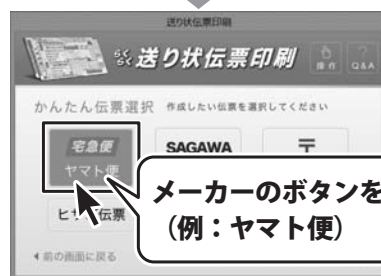 送り状伝票印刷
らくらく送り状伝票印刷
操作
Q&A
かんたん伝票選択 作成したい伝票を選択してください
宅急便
ヤマト便
SAGAWA
〒
メーカーのボタンを
(例:ヤマト便)
伝票
前の画面に戻る